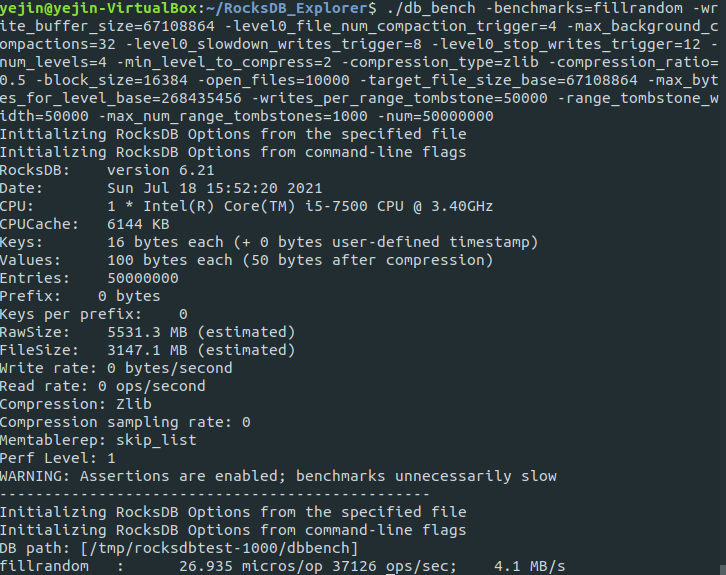 yejin@yejin-VirtualBox:~/RocksDB_Explorer$ ./db_bench -benchmarks=fillrandom -wr
ite_buffer_size=67108864 -level0_file_num_compaction_trigger=4 -max_background_c
ompactions=32 -level0_slowdown_writes_trigger=8 -level0_stop_writes_trigger=12 -
num_levels=4 -min_level_to_compress=2 -compression_type=zlib -compression_ratio=
0.5 -block_size=16384 -open_files=10000 -target_file_size_base=67108864 -max_byt
es_for_level_base=268435456 -writes_per_range_tombstone=50000 -range_tombstone_w
idth=50000 -max_num_range_tombstones=1000 -num=50000000
Initializing RocksDB Options from the specified file
Initializing RocksDB Options from command-line flags
RocksDB:    version 6.21
Date:       Sun Jul 18 15:52:20 2021
CPU:        1 * Intel(R) Core(TM) i5-7500 CPU @ 3.40GHz
CPUCache:   6144 KB
Keys:       16 bytes each (+ 0 bytes user-defined timestamp)
Values:     100 bytes each (50 bytes after compression)
Entries:    50000000
Prefix:    0 bytes
Keys per prefix:    0
RawSize:    5531.3 MB (estimated)
FileSize:   3147.1 MB (estimated)
Write rate: 0 bytes/second
Read rate: 0 ops/second
Compression: Zlib
Compression sampling rate: 0
Memtablerep: skip_list
Perf Level: 1
WARNING: Assertions are enabled; benchmarks unnecessarily slow
------------------------------------------------
Initializing RocksDB Options from the specified file
Initializing RocksDB Options from command-line flags
DB path: [/tmp/rocksdbtest-1000/dbbench]
fillrandom   :      26.935 micros/op 37126 ops/sec;    4.1 MB/s